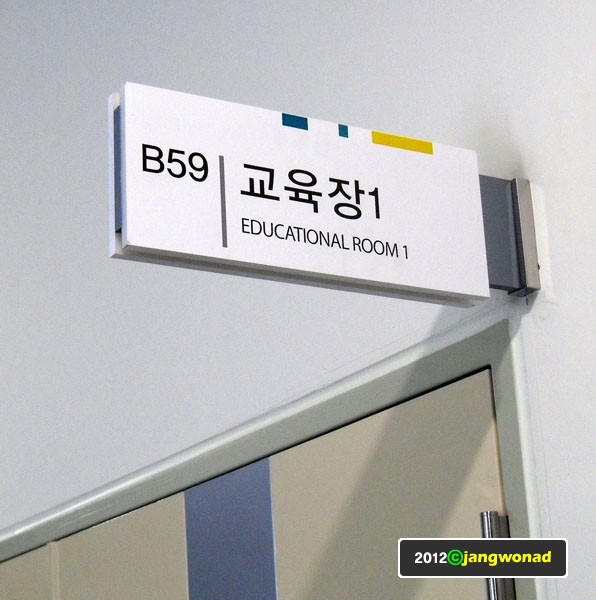 B59
교육장1
EDUCATIONAL ROOM 1
2012©jangwonad